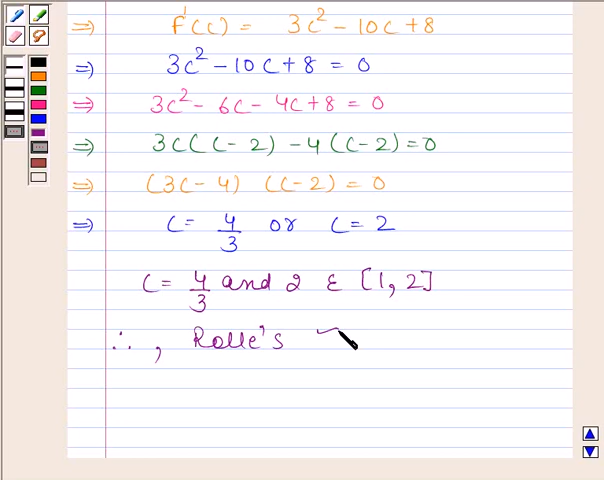 ⇒ f'(c) = 3c² - 10c + 8
⇒ 3c² - 10c + 8 = 0
⇒ 3c² - 6c - 4c + 8 = 0
⇒ 3c(c - 2) - 4(c - 2) = 0
⇒ (3c - 4) (c - 2) = 0
⇒ c = 4/3 or c = 2
c = 4/3 and 2 ε [1, 2]
∴ , Rolle's